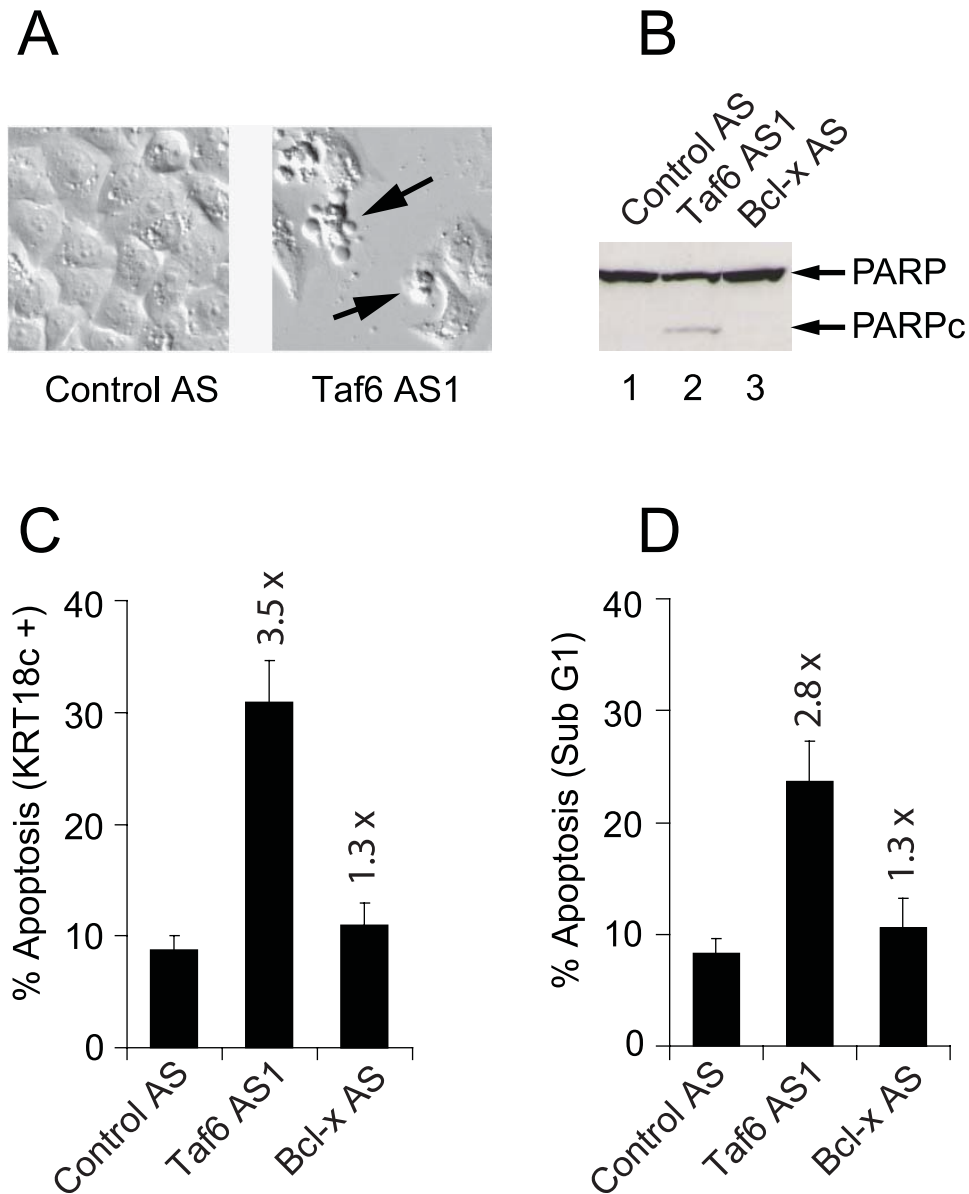 A
Control AS
Taf6 AS1
B
Control AS
Taf6 AS1
Bcl-x AS
PARP
PARPc
1 2 3
C
% Apoptosis (KRT18c +)
40
30
20
10
0
3.5 x
1.3 x
Control AS
Taf6 AS1
Bcl-x AS
D
% Apoptosis (Sub G1)
40
30
20
10
0
2.8 x
1.3 x
Control AS
Taf6 AS1
Bcl-x AS